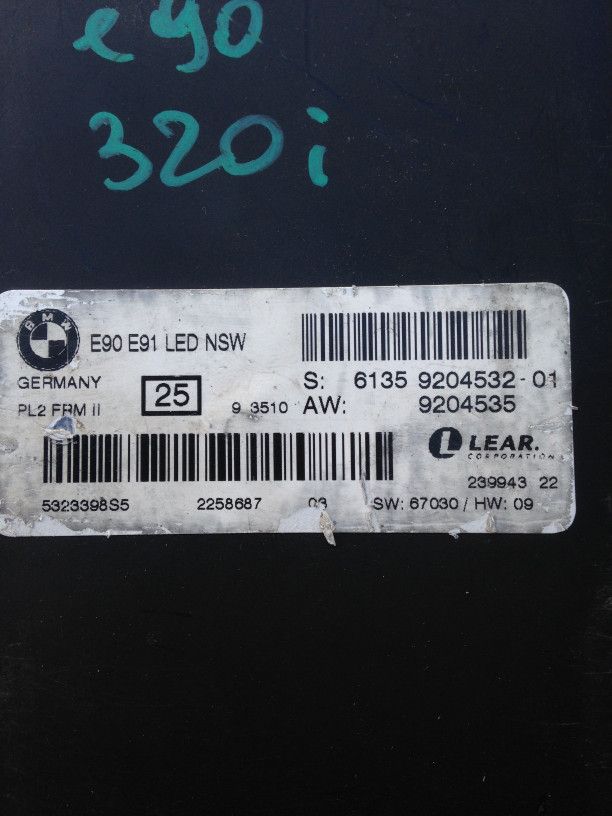 e90
320i
BMW
E90 E91 LED NSW
GERMANY
25
S: 6135 9204532-01
PL2 FRM II
9 3510
AW: 9204535
LEAR.
CORPORATION
239943 22
5323398S5 2258687 03 SW: 67030 / HW: 09